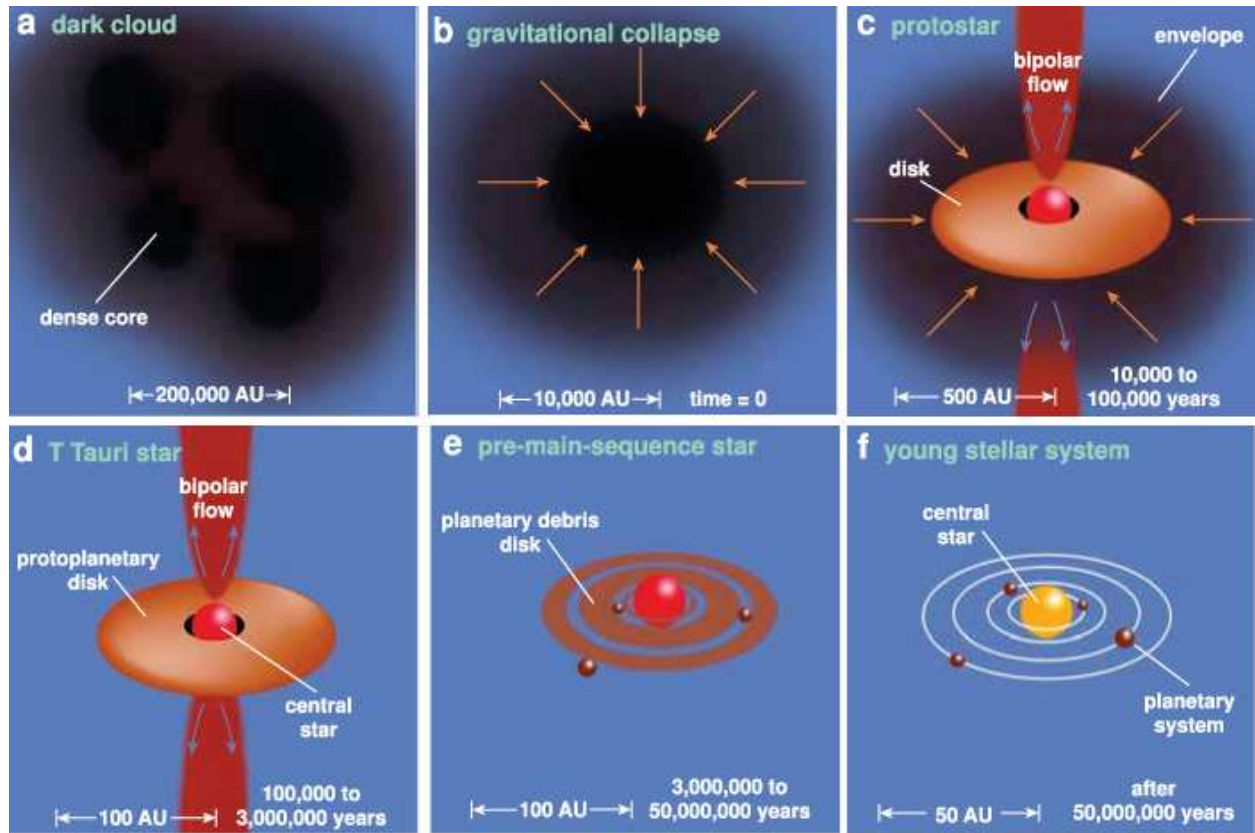 a dark cloud
dense core
200,000 AU
b gravitational collapse
10,000 AU
time = 0
c protostar
envelope
bipolar
flow
disk
500 AU
10,000 to
100,000 years
d T Tauri star
bipolar
flow
protoplanetary
disk
central
star
100 AU
100,000 to
3,000,000 years
e pre-main-sequence star
planetary debris
disk
100 AU
3,000,000 to
50,000,000 years
f young stellar system
central
star
planetary
system
50 AU
after
50,000,000 years